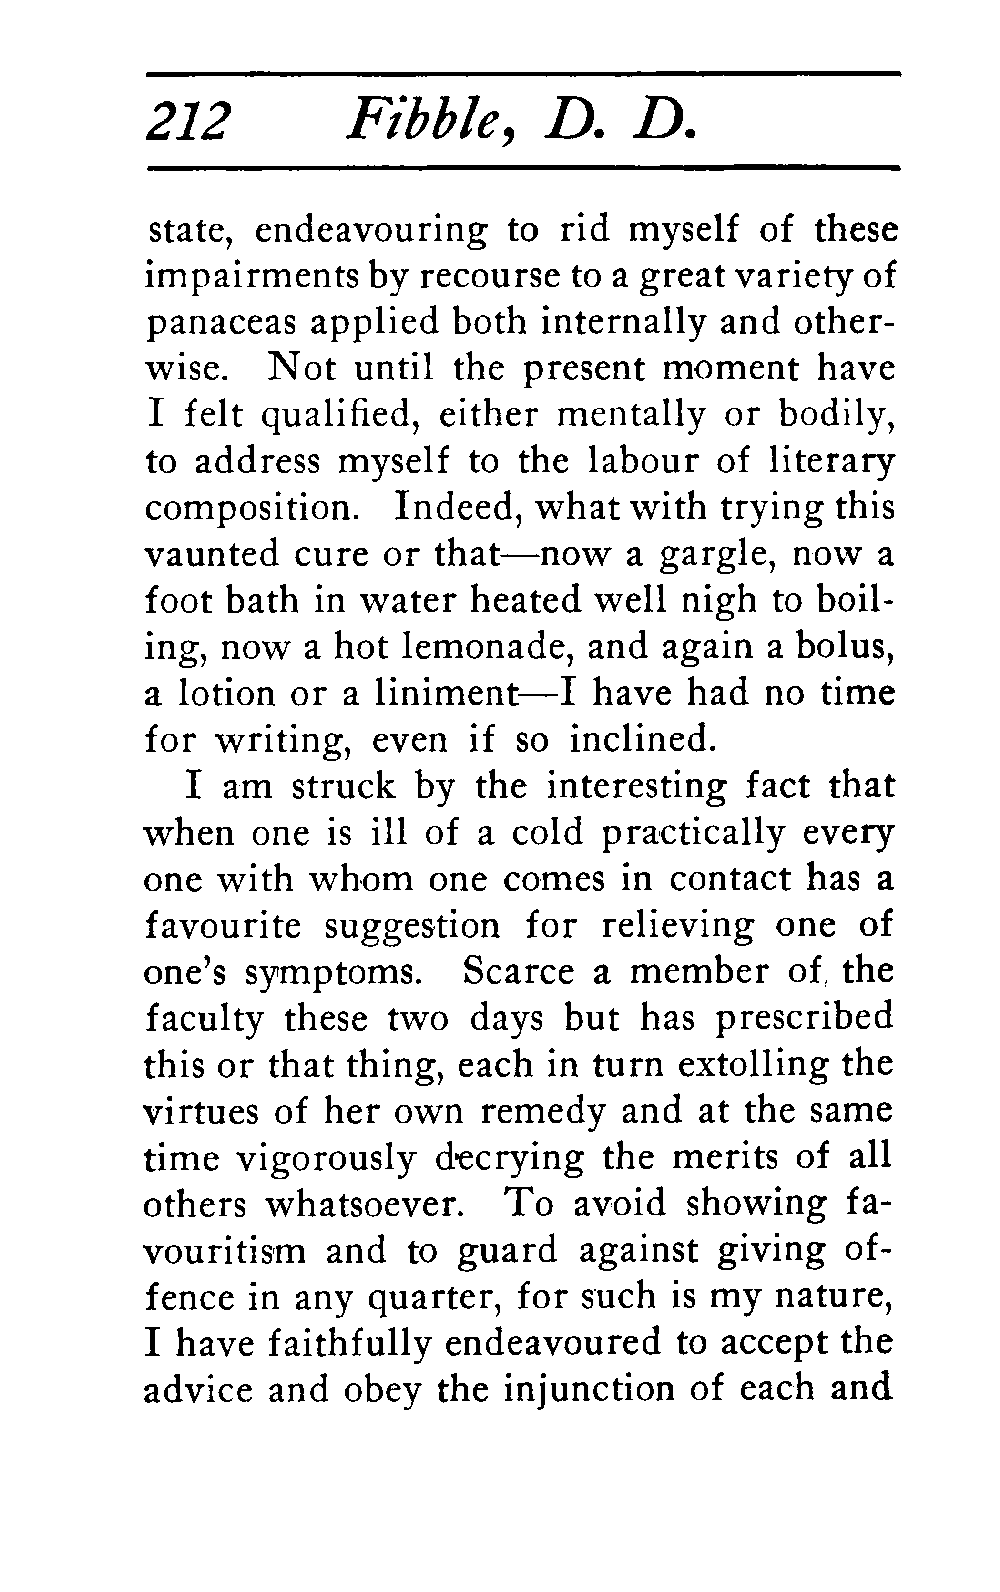 212 Fibble, D. D.
state, endeavouring to rid myself of these
impairments by recourse to a great variety of
panaceas applied both internally and other-
wise. Not until the present moment have
I felt qualified, either mentally or bodily,
to address myself to the labour of literary
composition. Indeed, what with trying this
vaunted cure or that—now a gargle, now a
foot bath in water heated well nigh to boil-
ing, now a hot lemonade, and again a bolus,
a lotion or a liniment—I have had no time
for writing, even if so inclined.
I am struck by the interesting fact that
when one is ill of a cold practically every
one with whom one comes in contact has a
favourite suggestion for relieving one of
one's symptoms. Scarce a member of the
faculty these two days but has prescribed
this or that thing, each in turn extolling the
virtues of her own remedy and at the same
time vigorously decrying the merits of all
others whatsoever. To avoid showing fa-
vouritism and to guard against giving of-
fence in any quarter, for such is my nature,
I have faithfully endeavoured to accept the
advice and obey the injunction of each and